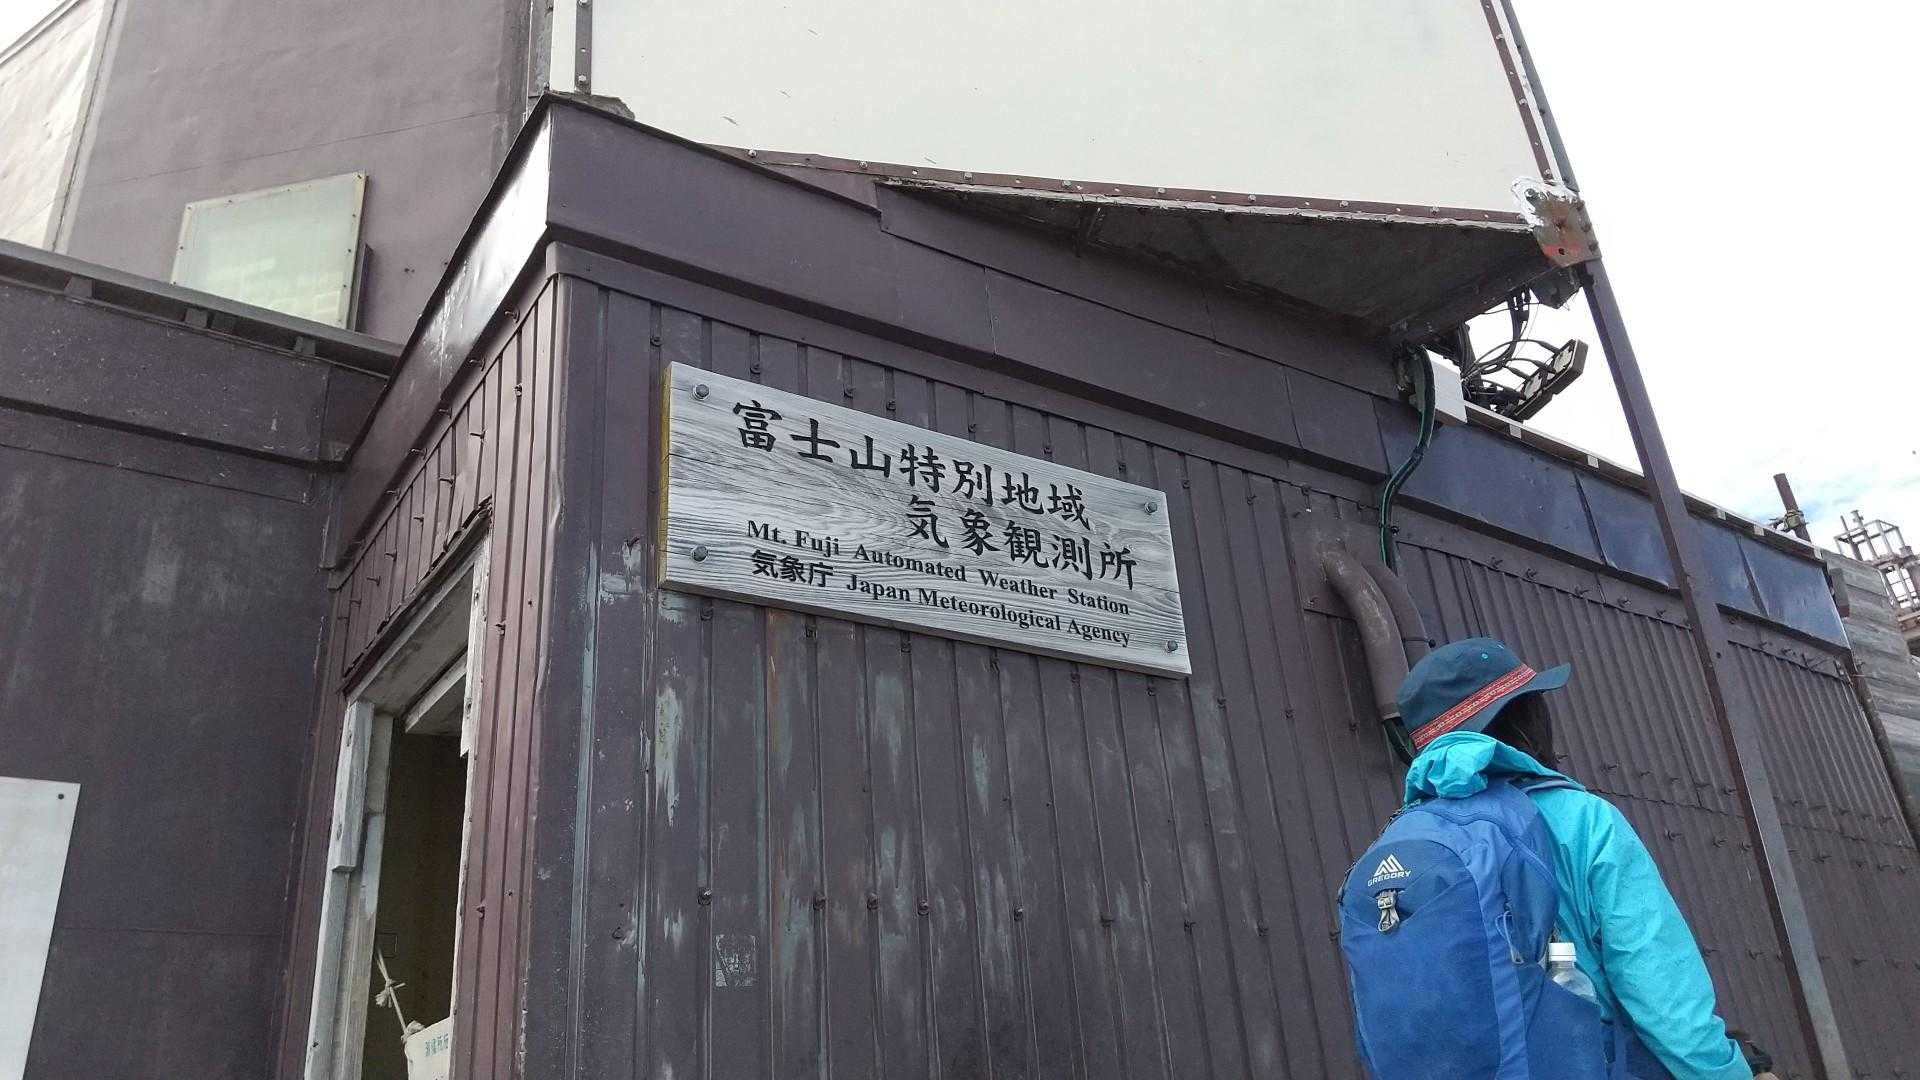 富士山特別地域
気象観測所
Mt. Fuji Automated Weather Station
気象庁 Japan Meteorological Agency
GREGORY